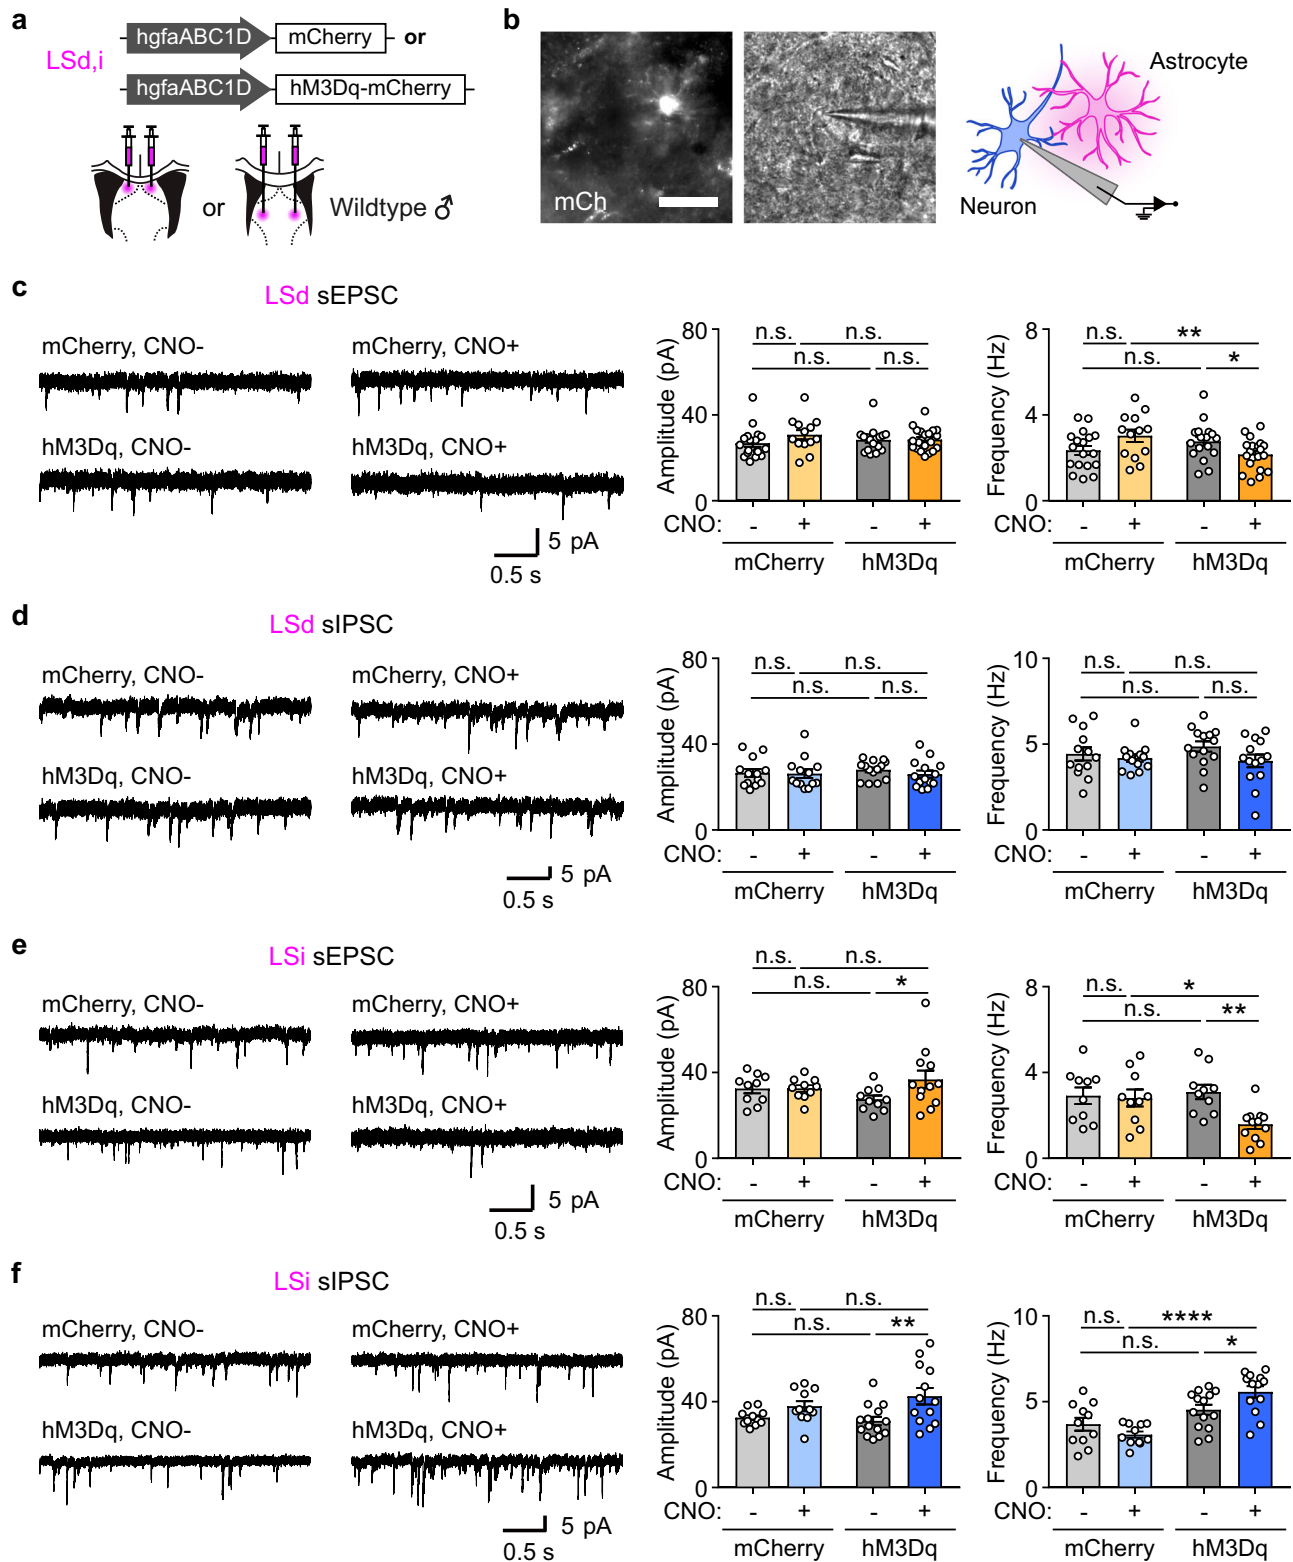 a
hgfaABC1D mCherry or
LSd,i
hgfaABC1D hM3Dq-mCherry
or Wildtype ♂
b
mCh
Astrocyte
Neuron
c
LSd sEPSC
mCherry, CNO-
mCherry, CNO+
hM3Dq, CNO-
hM3Dq, CNO+
5 pA
0.5 s
Amplitude (pA)
80
40
0
n.s. n.s.
n.s. n.s.
CNO: - + - +
mCherry hM3Dq
Frequency (Hz)
8
4
0
n.s. **
n.s. *
CNO: - + - +
mCherry hM3Dq
d
LSd sIPSC
mCherry, CNO-
mCherry, CNO+
hM3Dq, CNO-
hM3Dq, CNO+
5 pA
0.5 s
Amplitude (pA)
80
40
0
n.s. n.s.
n.s. n.s.
CNO: - + - +
mCherry hM3Dq
Frequency (Hz)
10
5
0
n.s. n.s.
n.s. n.s.
CNO: - + - +
mCherry hM3Dq
e
LSi sEPSC
mCherry, CNO-
mCherry, CNO+
hM3Dq, CNO-
hM3Dq, CNO+
5 pA
0.5 s
Amplitude (pA)
80
40
0
n.s. n.s.
n.s. *
CNO: - + - +
mCherry hM3Dq
Frequency (Hz)
8
4
0
n.s. *
n.s. **
CNO: - + - +
mCherry hM3Dq
f
LSi sIPSC
mCherry, CNO-
mCherry, CNO+
hM3Dq, CNO-
hM3Dq, CNO+
5 pA
0.5 s
Amplitude (pA)
80
40
0
n.s. n.s.
n.s. **
CNO: - + - +
mCherry hM3Dq
Frequency (Hz)
10
5
0
n.s. ****
n.s. *
CNO: - + - +
mCherry hM3Dq